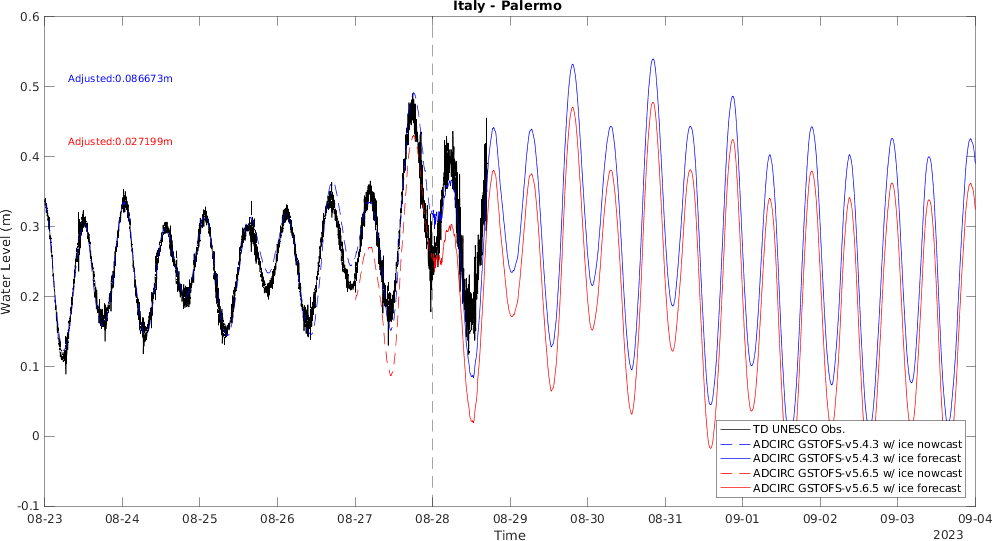 Italy - Palermo
0.6
0.5
0.4
0.3
0.2
0.1
0
-0.1
Water Level (m)
Adjusted:0.086673m
Adjusted:0.027199m
TD UNESCO Obs.
ADCIRC GSTOFS-v5.4.3 w/ ice nowcast
ADCIRC GSTOFS-v5.4.3 w/ ice forecast
ADCIRC GSTOFS-v5.6.5 w/ ice nowcast
ADCIRC GSTOFS-v5.6.5 w/ ice forecast
08-23 08-24 08-25 08-26 08-27 08-28 08-29 08-30 08-31 09-01 09-02 09-03 09-04
Time
2023